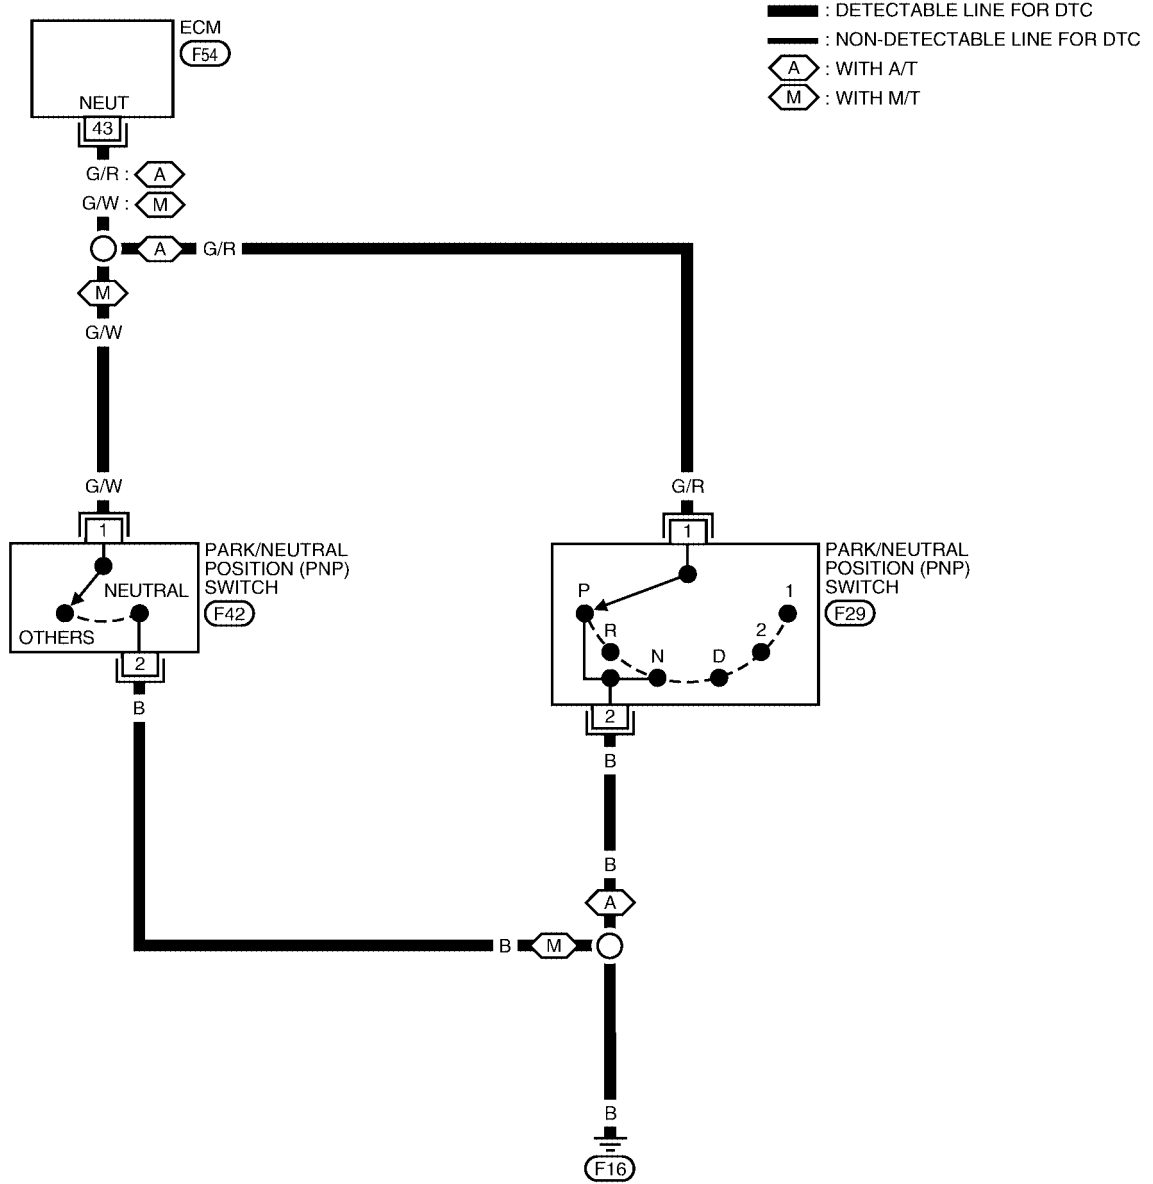 ECM
F54
NEUT
43
: DETECTABLE LINE FOR DTC
: NON-DETECTABLE LINE FOR DTC
A : WITH A/T
M : WITH M/T
G/R : A
G/W : M
A G/R
M
G/W
G/W
G/R
1
PARK/NEUTRAL
POSITION (PNP)
SWITCH
F42
NEUTRAL
OTHERS
2
B
1
PARK/NEUTRAL
POSITION (PNP)
SWITCH
F29
P
R
N
D
2
1
2
B
B
A
B M
B
F16